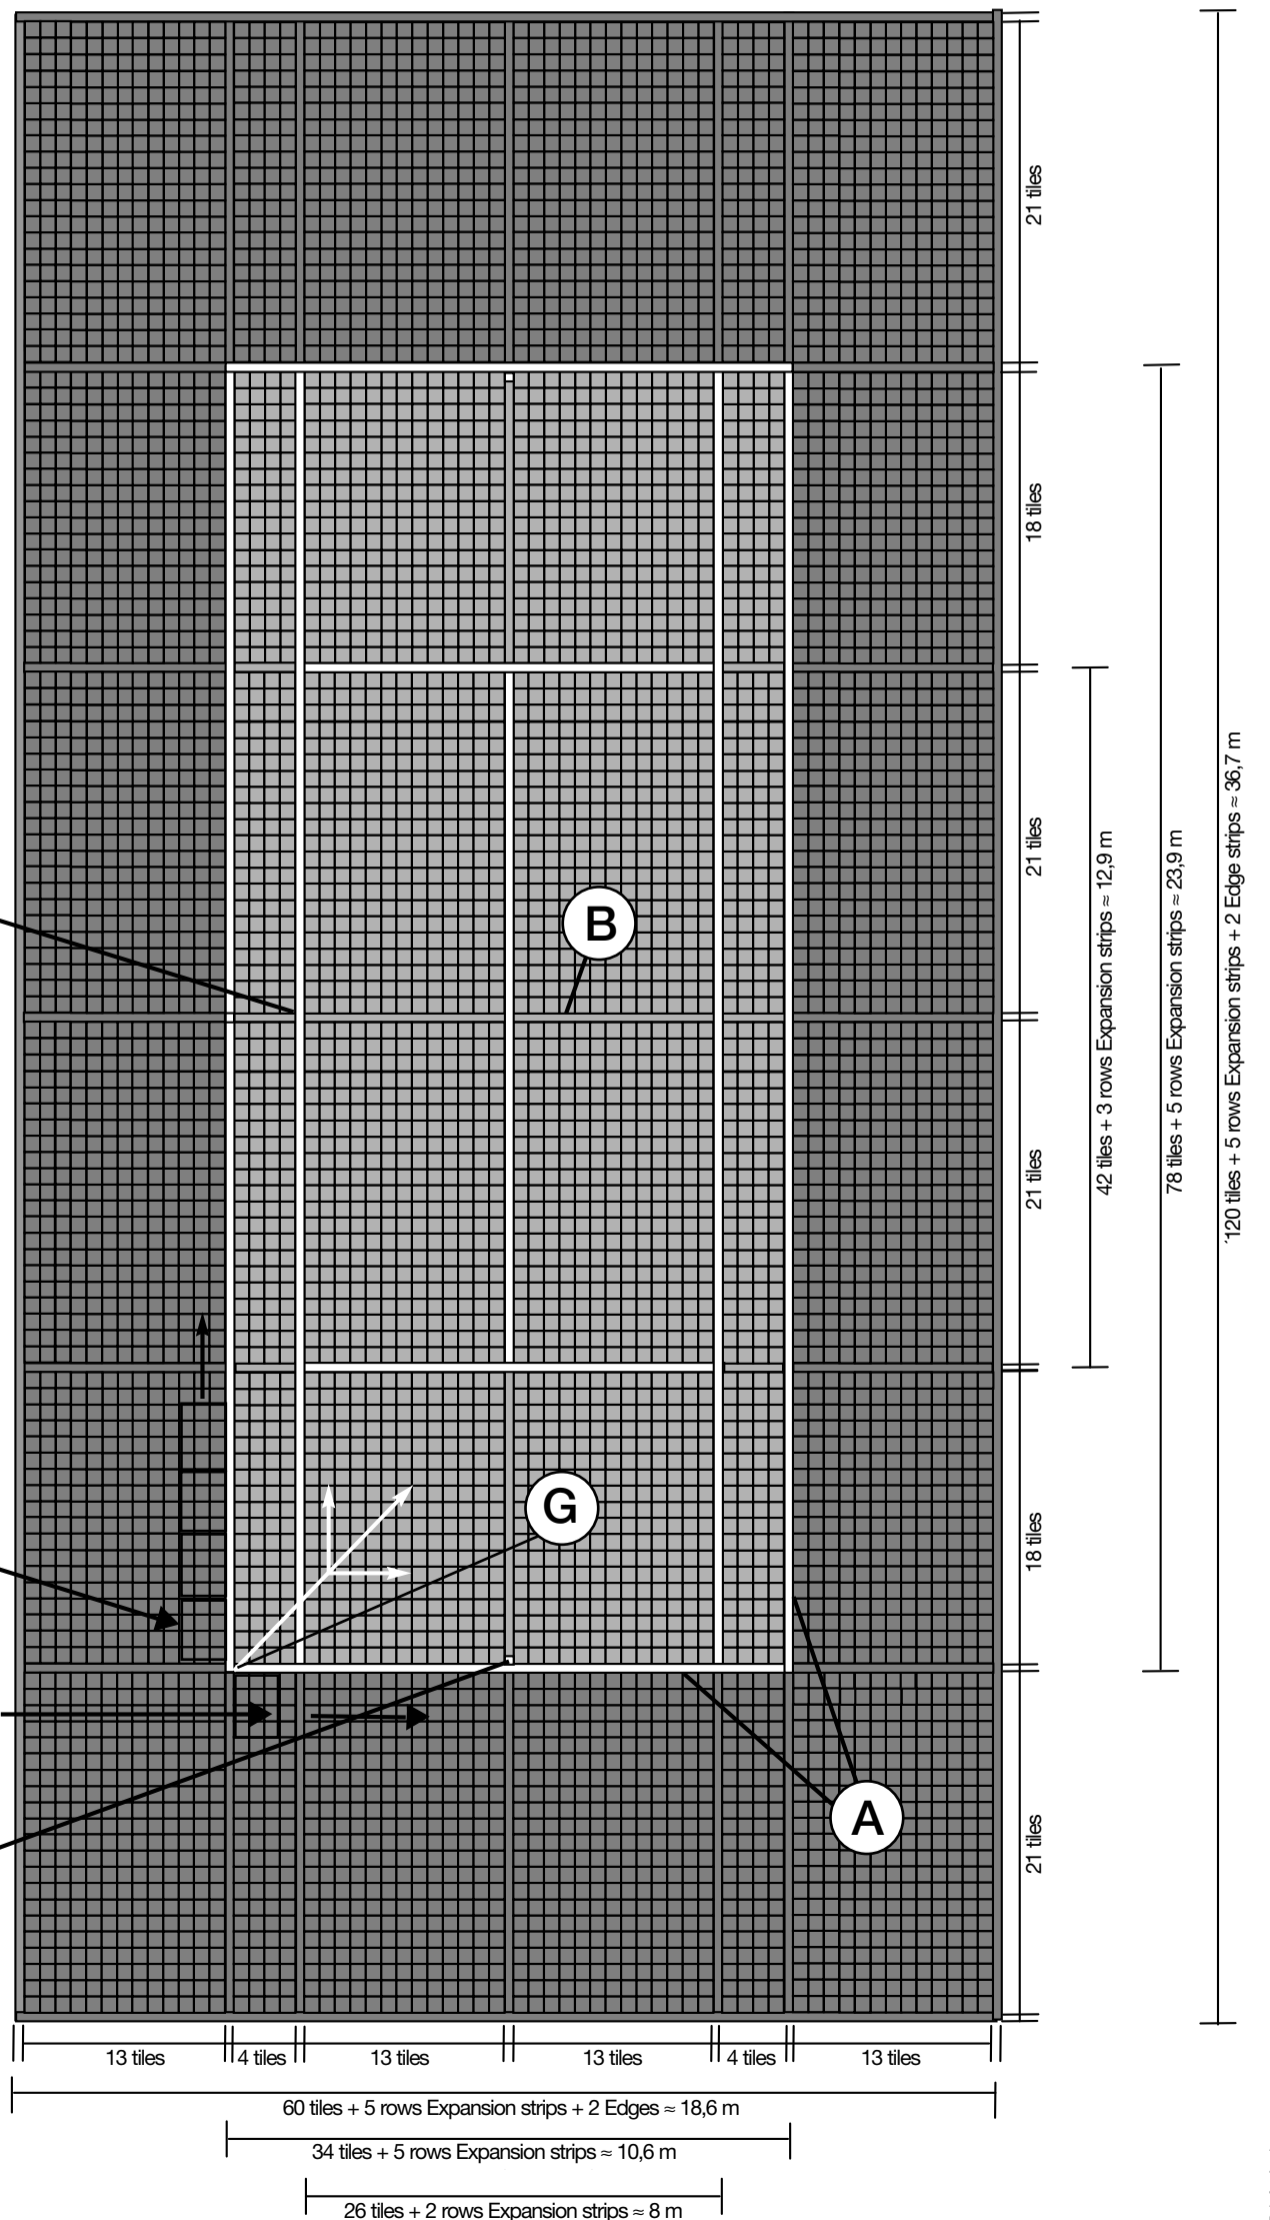 21 tiles
18 tiles
21 tiles
21 tiles
18 tiles
21 tiles
42 tiles + 3 rows Expansion strips ≈ 12,9 m
78 tiles + 5 rows Expansion strips ≈ 23,9 m
´120 tiles + 5 rows Expansion strips + 2 Edge strips ≈ 36,7 m
B
G
A
13 tiles 4 tiles 13 tiles 13 tiles 4 tiles 13 tiles
60 tiles + 5 rows Expansion strips + 2 Edges ≈ 18,6 m
34 tiles + 5 rows Expansion strips ≈ 10,6 m
26 tiles + 2 rows Expansion strips ≈ 8 m